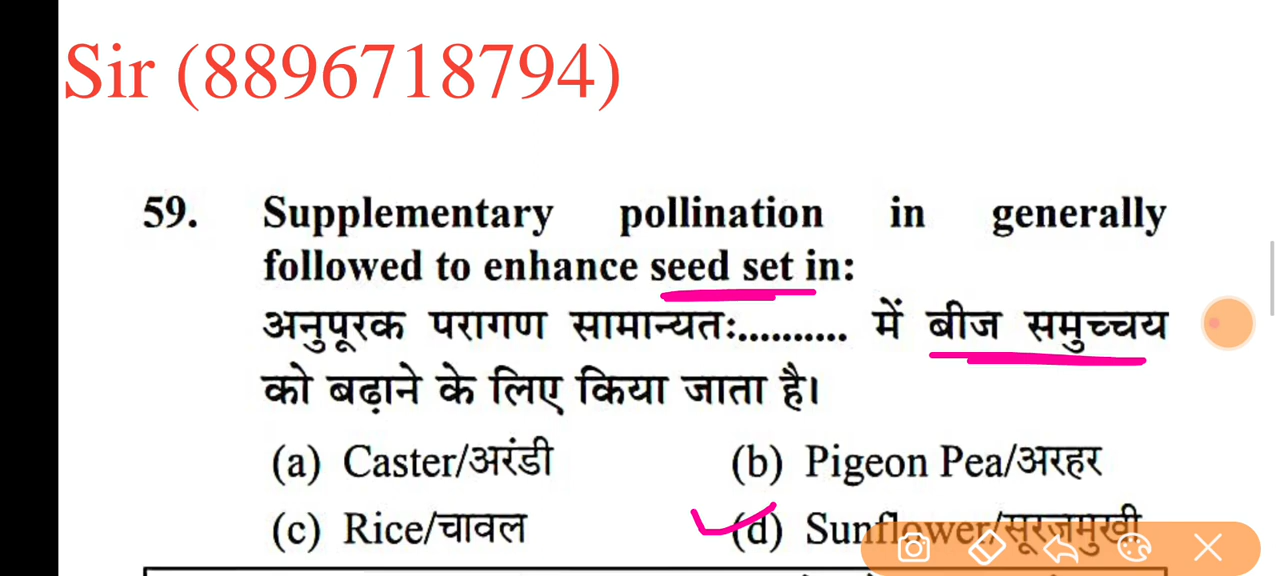 Sir (8896718794)
59. Supplementary pollination in generally
followed to enhance seed set in:
अनुपूरक परागण सामान्यतः.......... में बीज समुच्चय
को बढ़ाने के लिए किया जाता है।
(a) Caster/अरंडी (b) Pigeon Pea/अरहर
(c) Rice/चावल (d) Sunflower/सूरजमुखी